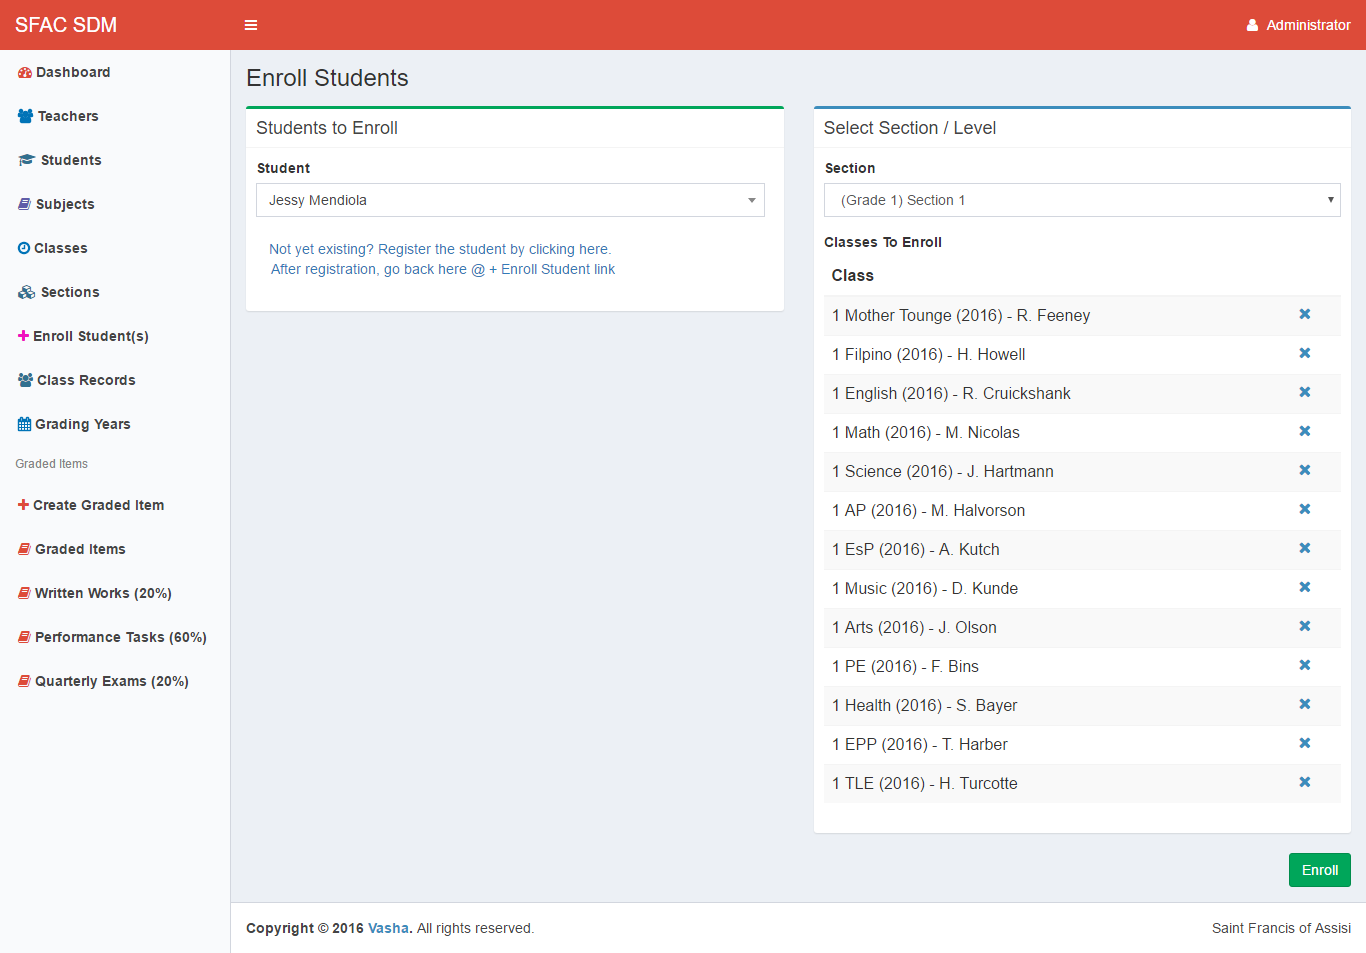 SFAC SDM
Administrator
Dashboard
Teachers
Students
Subjects
Classes
Sections
Enroll Student(s)
Class Records
Grading Years
Graded Items
Create Graded Item
Graded Items
Written Works (20%)
Performance Tasks (60%)
Quarterly Exams (20%)
Enroll Students
Students to Enroll
Student
Jessy Mendiola
Not yet existing? Register the student by clicking here.
After registration, go back here @ + Enroll Student link
Select Section / Level
Section
(Grade 1) Section 1
Classes To Enroll
Class
1 Mother Tounge (2016) - R. Feeney
1 Filpino (2016) - H. Howell
1 English (2016) - R. Cruickshank
1 Math (2016) - M. Nicolas
1 Science (2016) - J. Hartmann
1 AP (2016) - M. Halvorson
1 EsP (2016) - A. Kutch
1 Music (2016) - D. Kunde
1 Arts (2016) - J. Olson
1 PE (2016) - F. Bins
1 Health (2016) - S. Bayer
1 EPP (2016) - T. Harber
1 TLE (2016) - H. Turcotte
Enroll
Copyright © 2016 Vasha. All rights reserved.
Saint Francis of Assisi